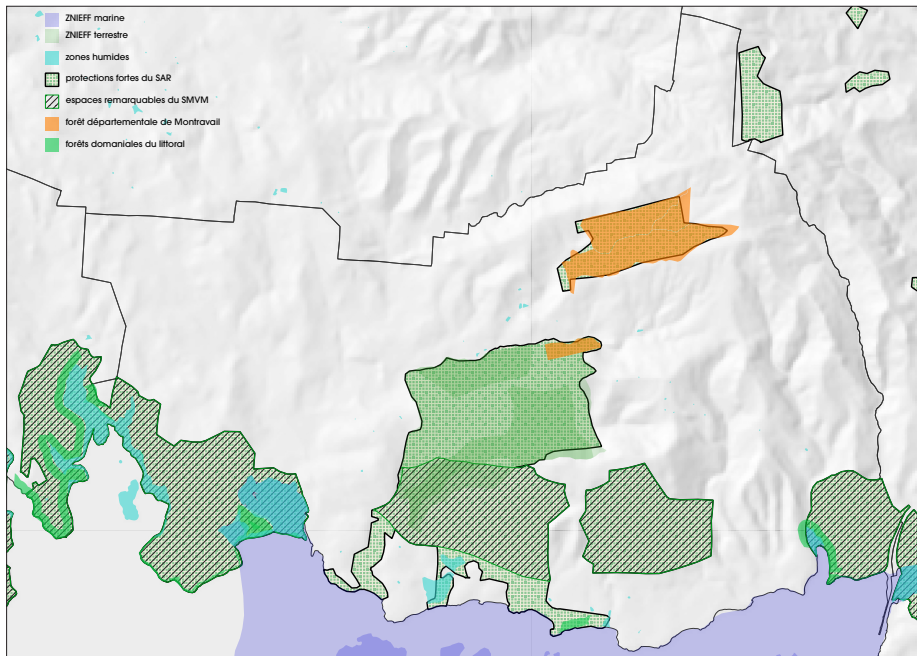 ZNIEFF marine
ZNIEFF terrestre
zones humides
protections fortes du SAR
espaces remarquables du SMVM
forêt départementale de Montravail
forêts domaniales du littoral